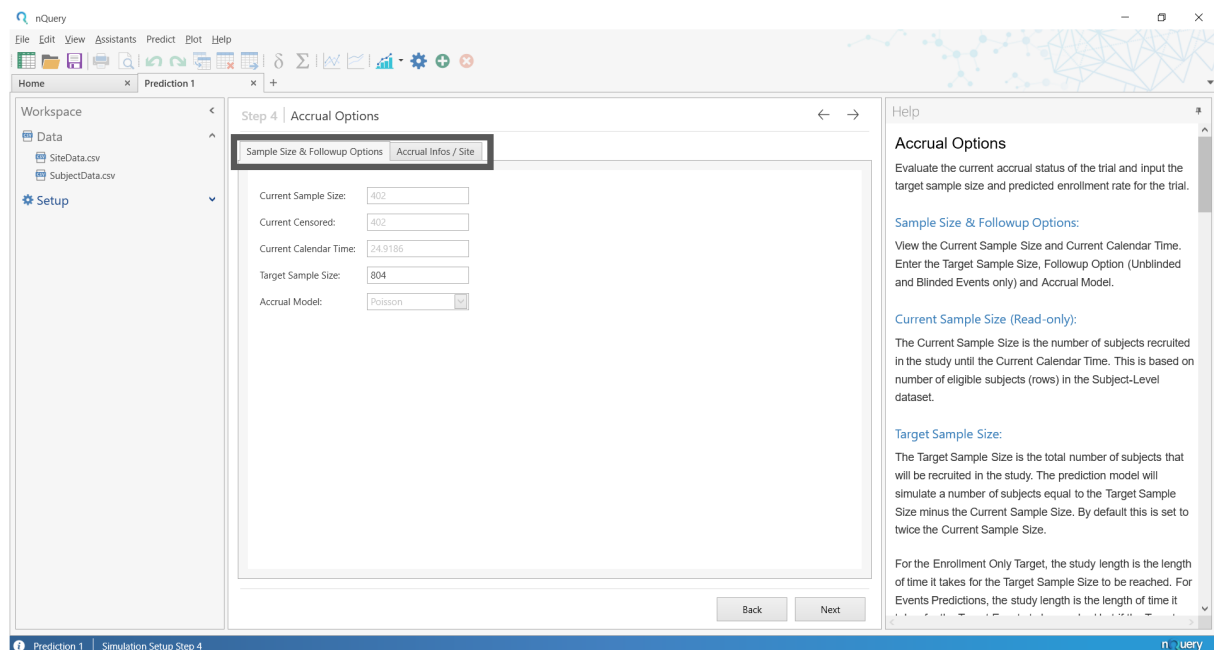 nQuery
File Edit View Assistants Predict Plot Help
Home × Prediction 1 × +
Workspace
Data
SiteData.csv
SubjectData.csv
Setup
Step 4 | Accrual Options
Sample Size & Followup Options Accrual Infos / Site
Current Sample Size: 402
Current Censored: 402
Current Calendar Time: 24.9186
Target Sample Size: 804
Accrual Model: Poisson
Back Next
Help
Accrual Options
Evaluate the current accrual status of the trial and input the
target sample size and predicted enrollment rate for the trial.
Sample Size & Followup Options:
View the Current Sample Size and Current Calendar Time.
Enter the Target Sample Size, Followup Option (Unblinded
and Blinded Events only) and Accrual Model.
Current Sample Size (Read-only):
The Current Sample Size is the number of subjects recruited
in the study until the Current Calendar Time. This is based on
number of eligible subjects (rows) in the Subject-Level
dataset.
Target Sample Size:
The Target Sample Size is the total number of subjects that
will be recruited in the study. The prediction model will
simulate a number of subjects equal to the Target Sample
Size minus the Current Sample Size. By default this is set to
twice the Current Sample Size.
For the Enrollment Only Target, the study length is the length
of time it takes for the Target Sample Size to be reached. For
Events Predictions, the study length is the length of time it
Prediction 1 | Simulation Setup Step 4
nQuery